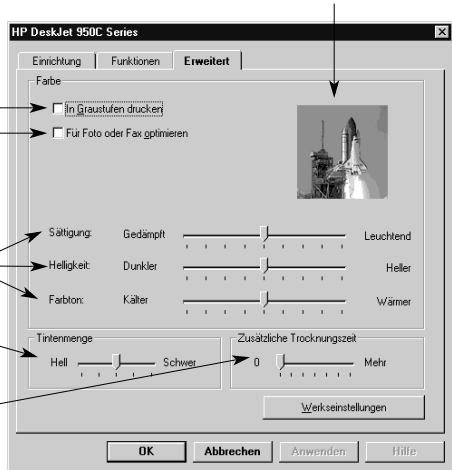 HP DeskJet 950C Series
Einrichtung Funktionen Erweitert
Farbe
In Graustufen drucken
Für Foto oder Fax optimieren
Sättigung: Gedämpft Leuchtend
Helligkeit: Dunkler Heller
Farbton: Kälter Wärmer
Tintenmenge Zusätzliche Trocknungszeit
Hell Schwer 0 Mehr
Werkseinstellungen
OK Abbrechen Anwenden Hilfe